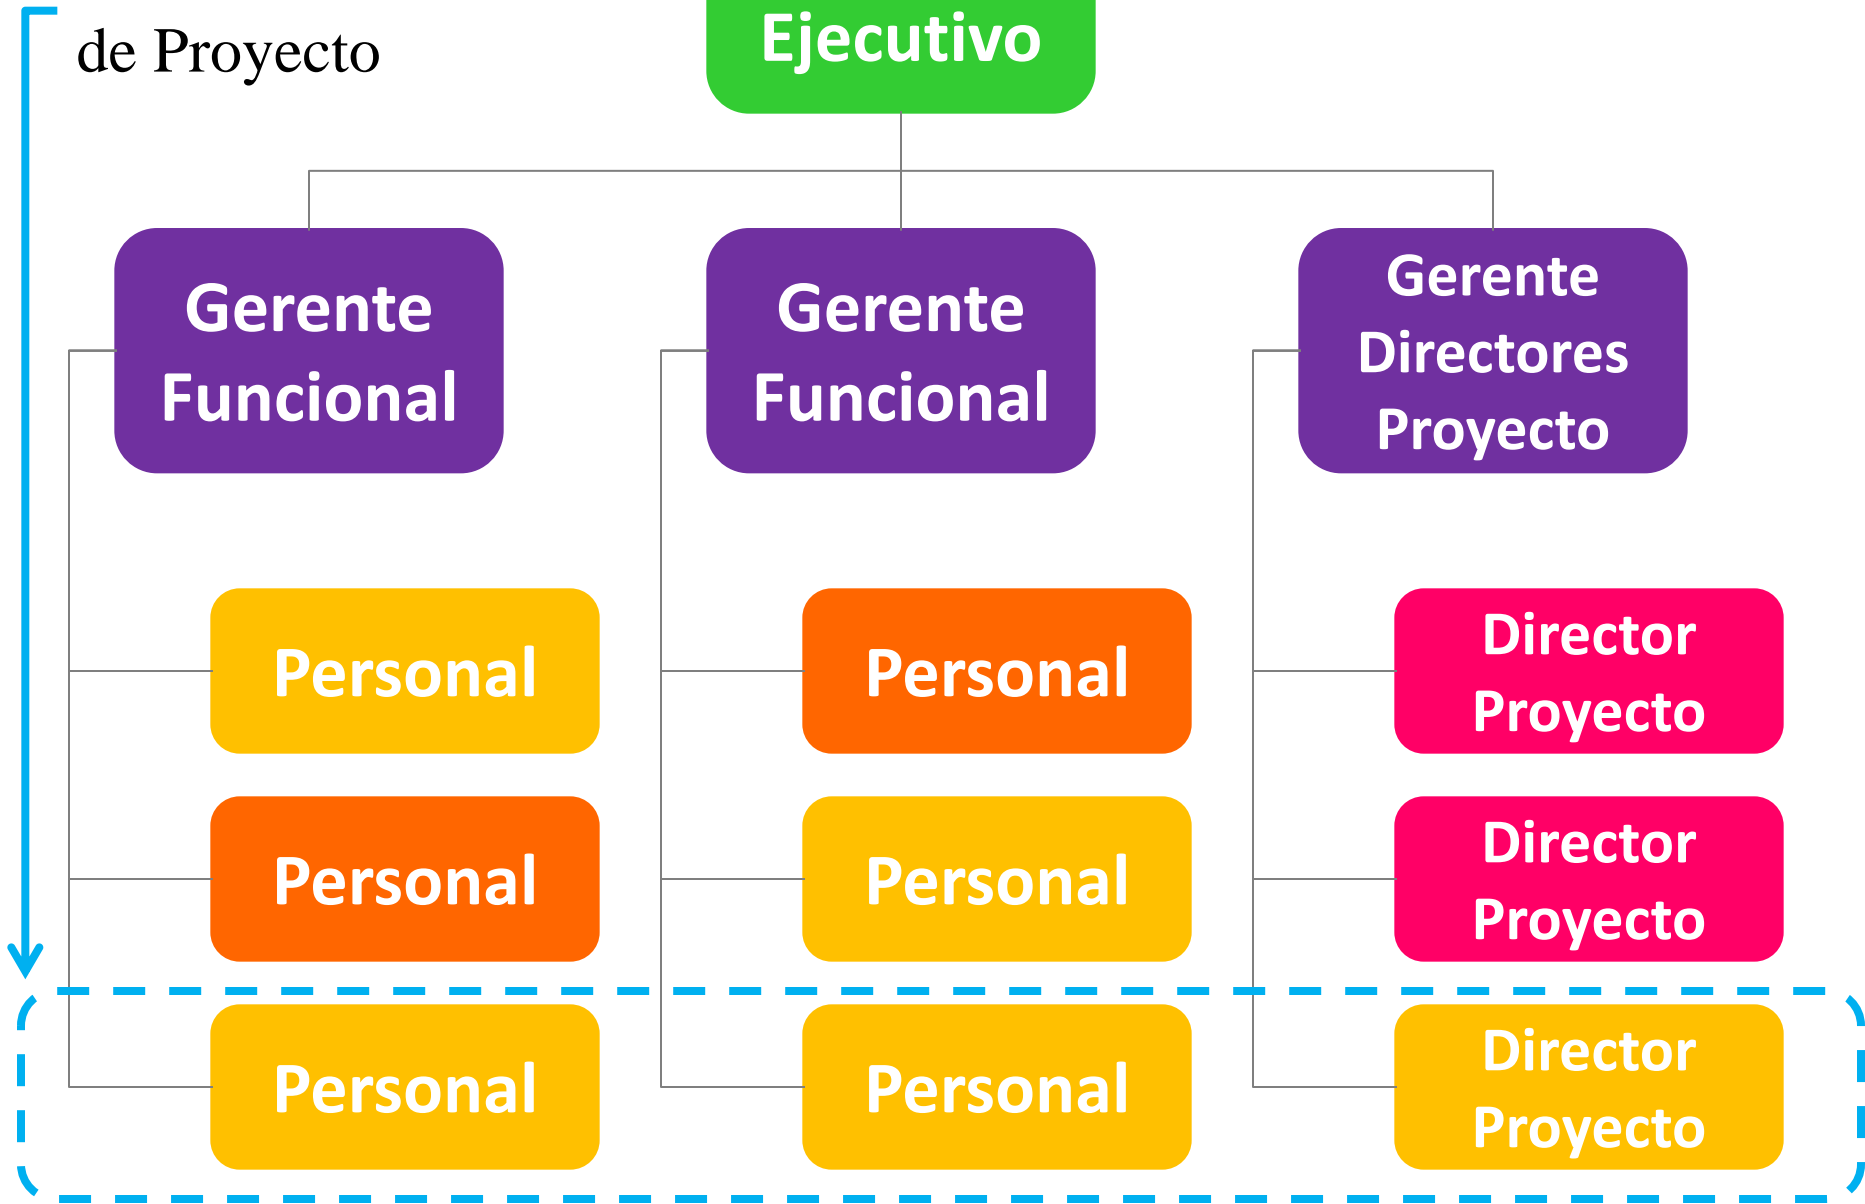 de Proyecto
Ejecutivo
Gerente
Funcional
Gerente
Funcional
Gerente
Directores
Proyecto
Personal
Personal
Director
Proyecto
Personal
Personal
Director
Proyecto
Personal
Personal
Director
Proyecto